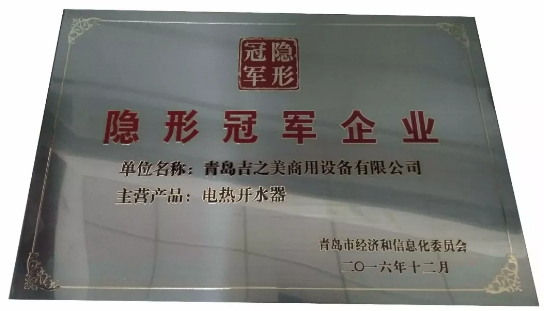 冠隐
军形
隐形冠军企业
单位名称：青岛吉之美商用设备有限公司
主营产品：电热开水器
青岛市经济和信息化委员会
二〇一六年十二月